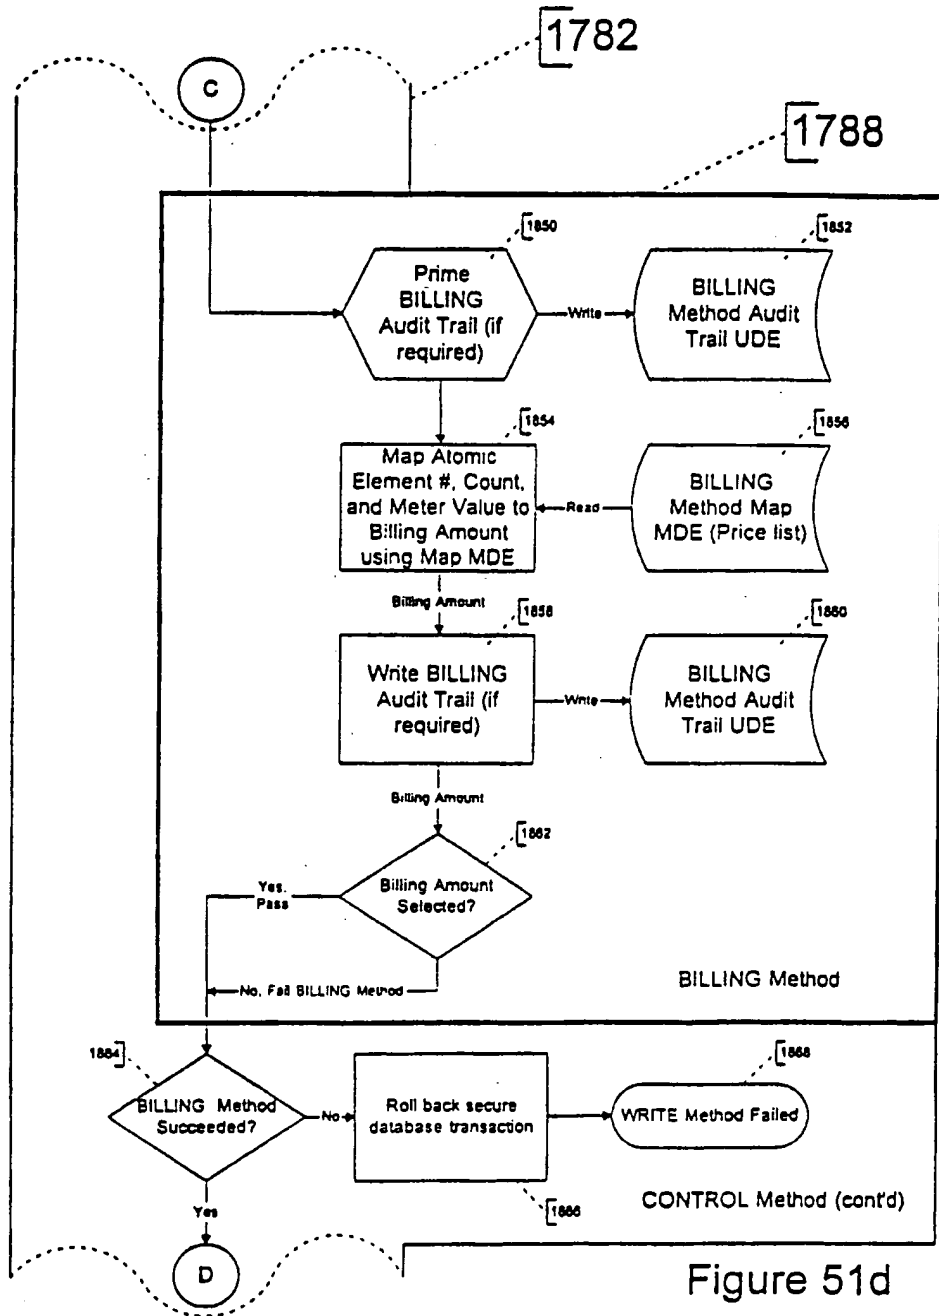 1782
C
1788
1850
1852
Prime
BILLING
Audit Trail (if
required)
Write
BILLING
Method Audit
Trail UDE
1854
1856
Map Atomic
Element #, Count,
and Meter Value to
Billing Amount
using Map MDE
Read
BILLING
Method Map
MDE (Price list)
Billing Amount
1858
1860
Write BILLING
Audit Trail (if
required)
Write
BILLING
Method Audit
Trail UDE
Billing Amount
1862
Yes.
Pass
Billing Amount
Selected?
No, Fail BILLING Method
BILLING Method
1864
1868
BILLING Method
Succeeded?
No
Roll back secure
database transaction
WRITE Method Failed
1866
CONTROL Method (cont'd)
Yes
D
Figure 51d